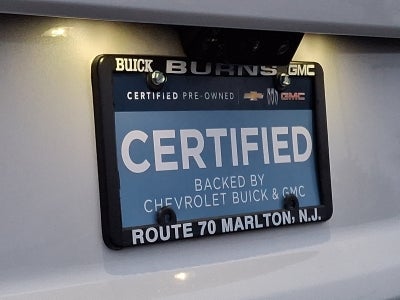 BUICK BURNS GMC
CERTIFIED PRE-OWNED GMC
CERTIFIED
BACKED BY
CHEVROLET BUICK & GMC
ROUTE 70 MARLTON, N.J.